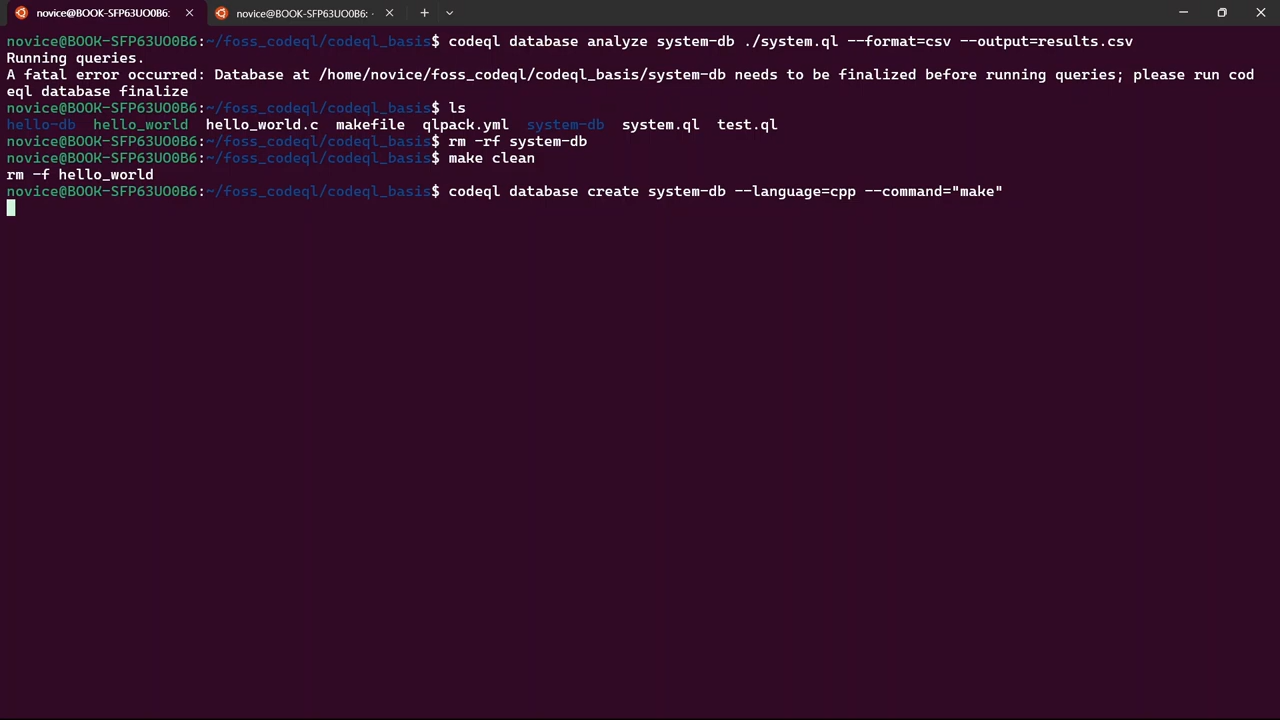 novice@BOOK-SFP63UO0B6:
novice@BOOK-SFP63UO0B6: -
novice@BOOK-SFP63UO0B6:~/foss_codeql/codeql_basis$ codeql database analyze system-db ./system.ql --format=csv --output=results.csv
Running queries.
A fatal error occurred: Database at /home/novice/foss_codeql/codeql_basis/system-db needs to be finalized before running queries; please run cod
eql database finalize
novice@BOOK-SFP63UO0B6:~/foss_codeql/codeql_basis$ ls
hello-db  hello_world  hello_world.c  makefile  qlpack.yml  system-db  system.ql  test.ql
novice@BOOK-SFP63UO0B6:~/foss_codeql/codeql_basis$ rm -rf system-db
novice@BOOK-SFP63UO0B6:~/foss_codeql/codeql_basis$ make clean
rm -f hello_world
novice@BOOK-SFP63UO0B6:~/foss_codeql/codeql_basis$ codeql database create system-db --language=cpp --command="make"